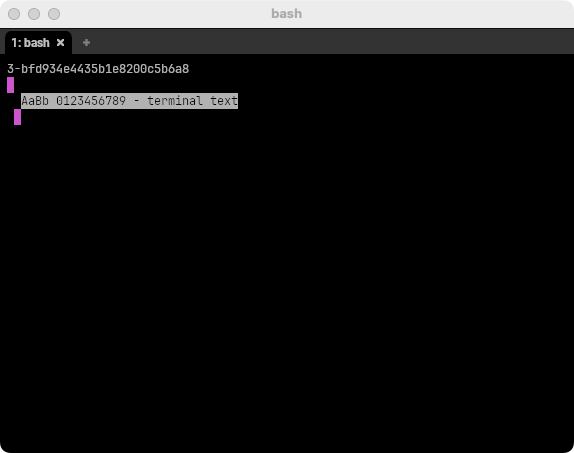 bash
1: bash × +
3-bfd934e4435b1e8200c5b6a8
AaBb 0123456789 - terminal text